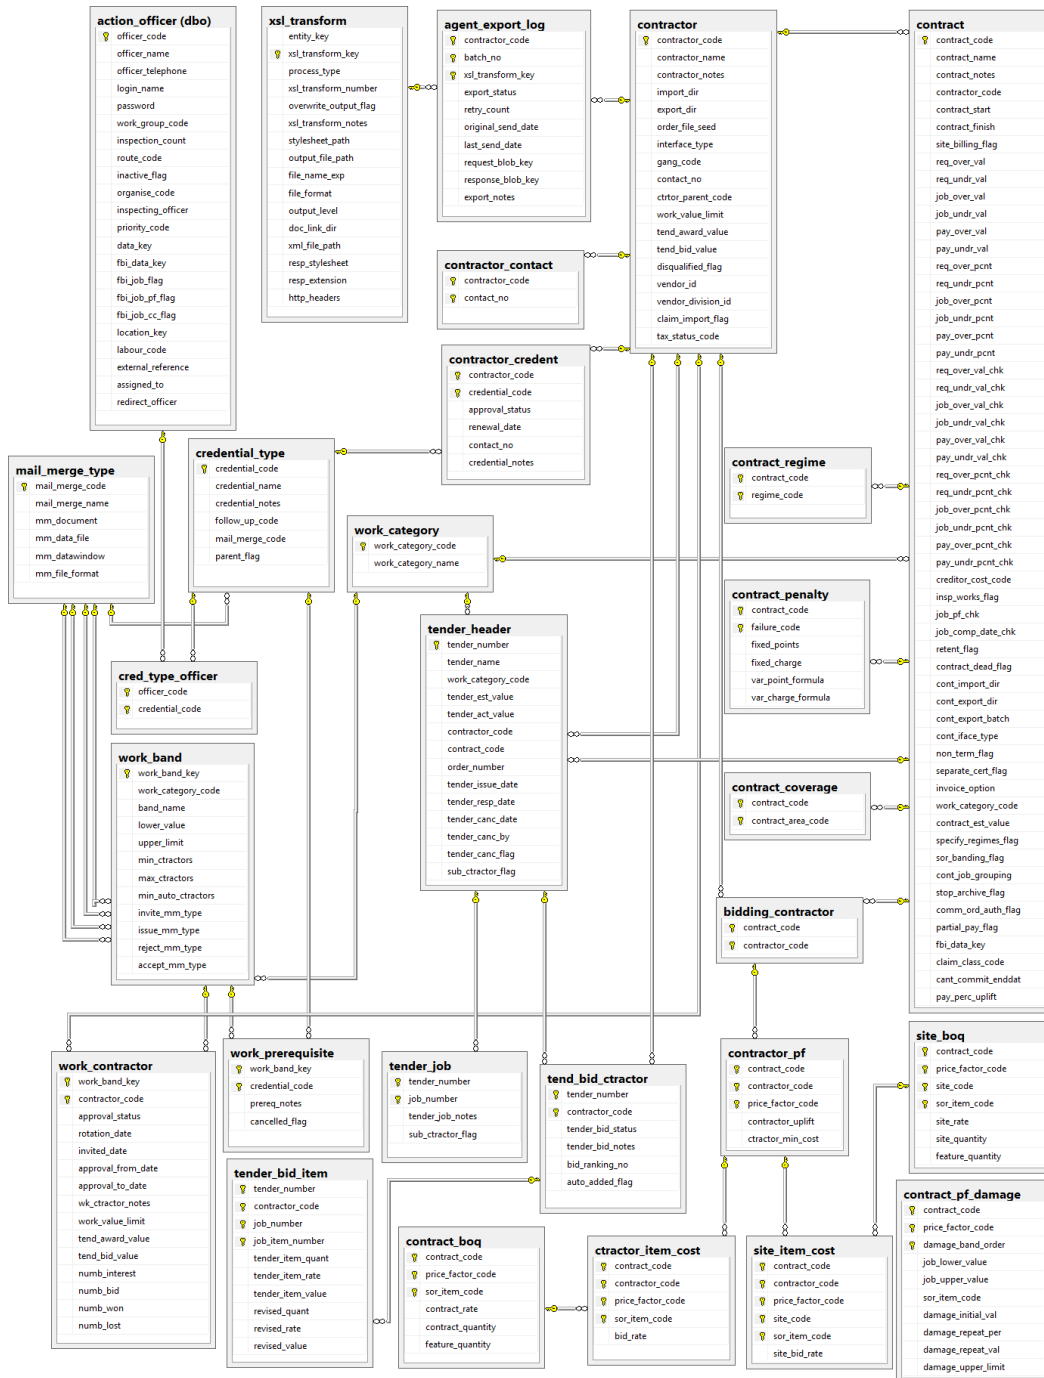 action_officer (dbo)
officer_code
officer_name
officer_telephone
login_name
password
work_group_code
inspection_count
route_code
inactive_flag
organise_code
inspecting_officer
priority_code
data_key
fbi_data_key
fbi_job_flag
fbi_job_pf_flag
fbi_job_cc_flag
location_key
labour_code
external_reference
assigned_to
redirect_officer
xsl_transform
entity_key
xsl_transform_key
process_type
xsl_transform_number
overwrite_output_flag
xsl_transform_notes
stylesheet_path
output_file_path
file_name_exp
file_format
output_level
doc_link_dir
xml_file_path
resp_stylesheet
resp_extension
http_headers
agent_export_log
contractor_code
batch_no
xsl_transform_key
export_status
retry_count
original_send_date
last_send_date
request_blob_key
response_blob_key
export_notes
contractor
contractor_code
contractor_name
contractor_notes
import_dir
export_dir
order_file_seed
interface_type
gang_code
contact_no
ctrtor_parent_code
work_value_limit
tend_award_value
tend_bid_value
disqualified_flag
vendor_id
vendor_division_id
claim_import_flag
tax_status_code
contract
contract_code
contract_name
contract_notes
contractor_code
contract_start
contract_finish
site_billing_flag
req_over_val
req_undr_val
job_over_val
job_undr_val
pay_over_val
pay_undr_val
req_over_pcnt
req_undr_pcnt
job_over_pcnt
job_undr_pcnt
pay_over_pcnt
pay_undr_pcnt
req_over_val_chk
req_undr_val_chk
job_over_val_chk
job_undr_val_chk
pay_over_val_chk
pay_undr_val_chk
req_over_pcnt_chk
req_undr_pcnt_chk
job_over_pcnt_chk
job_undr_pcnt_chk
pay_over_pcnt_chk
pay_undr_pcnt_chk
creditor_cost_code
insp_works_flag
job_pf_chk
job_comp_date_chk
retent_flag
contract_dead_flag
cont_import_dir
cont_export_dir
cont_export_batch
cont_iface_type
non_term_flag
separate_cert_flag
invoice_option
work_category_code
contract_est_value
specify_regimes_flag
sor_banding_flag
cont_job_grouping
stop_archive_flag
comm_ord_auth_flag
partial_pay_flag
fbi_data_key
claim_class_code
cant_commit_enddat
pay_perc_uplift
contractor_contact
contractor_code
contact_no
contractor_credent
contractor_code
credential_code
approval_status
renewal_date
contact_no
credential_notes
mail_merge_type
mail_merge_code
mail_merge_name
mm_document
mm_data_file
mm_datawindow
mm_file_format
credential_type
credential_code
credential_name
credential_notes
follow_up_code
mail_merge_code
parent_flag
work_category
work_category_code
work_category_name
contract_regime
contract_code
regime_code
contract_penalty
contract_code
failure_code
fixed_points
fixed_charge
var_point_formula
var_charge_formula
tender_header
tender_number
tender_name
work_category_code
tender_est_value
tender_act_value
contractor_code
contract_code
order_number
tender_issue_date
tender_resp_date
tender_canc_date
tender_canc_by
tender_canc_flag
sub_ctractor_flag
cred_type_officer
officer_code
credential_code
work_band
work_band_key
work_category_code
band_name
lower_value
upper_limit
min_ctractors
max_ctractors
min_auto_ctractors
invite_mm_type
issue_mm_type
reject_mm_type
accept_mm_type
contract_coverage
contract_code
contract_area_code
bidding_contractor
contract_code
contractor_code
work_contractor
work_band_key
contractor_code
approval_status
rotation_date
invited_date
approval_from_date
approval_to_date
wk_ctractor_notes
work_value_limit
tend_award_value
tend_bid_value
numb_interest
numb_bid
numb_won
numb_lost
work_prerequisite
work_band_key
credential_code
prereq_notes
cancelled_flag
tender_job
tender_number
job_number
tender_job_notes
sub_ctractor_flag
tend_bid_ctractor
tender_number
contractor_code
tender_bid_status
tender_bid_notes
bid_ranking_no
auto_added_flag
contractor_pf
contract_code
contractor_code
price_factor_code
contractor_uplift
ctractor_min_cost
site_boq
contract_code
price_factor_code
site_code
sor_item_code
site_rate
site_quantity
feature_quantity
tender_bid_item
tender_number
contractor_code
job_number
job_item_number
tender_item_quant
tender_item_rate
tender_item_value
revised_quant
revised_rate
revised_value
contract_boq
contract_code
price_factor_code
sor_item_code
contract_rate
contract_quantity
feature_quantity
ctractor_item_cost
contract_code
contractor_code
price_factor_code
sor_item_code
bid_rate
site_item_cost
contract_code
contractor_code
price_factor_code
site_code
sor_item_code
site_bid_rate
contract_pf_damage
contract_code
price_factor_code
damage_band_order
job_lower_value
job_upper_value
sor_item_code
damage_initial_val
damage_repeat_per
damage_repeat_val
damage_upper_limit